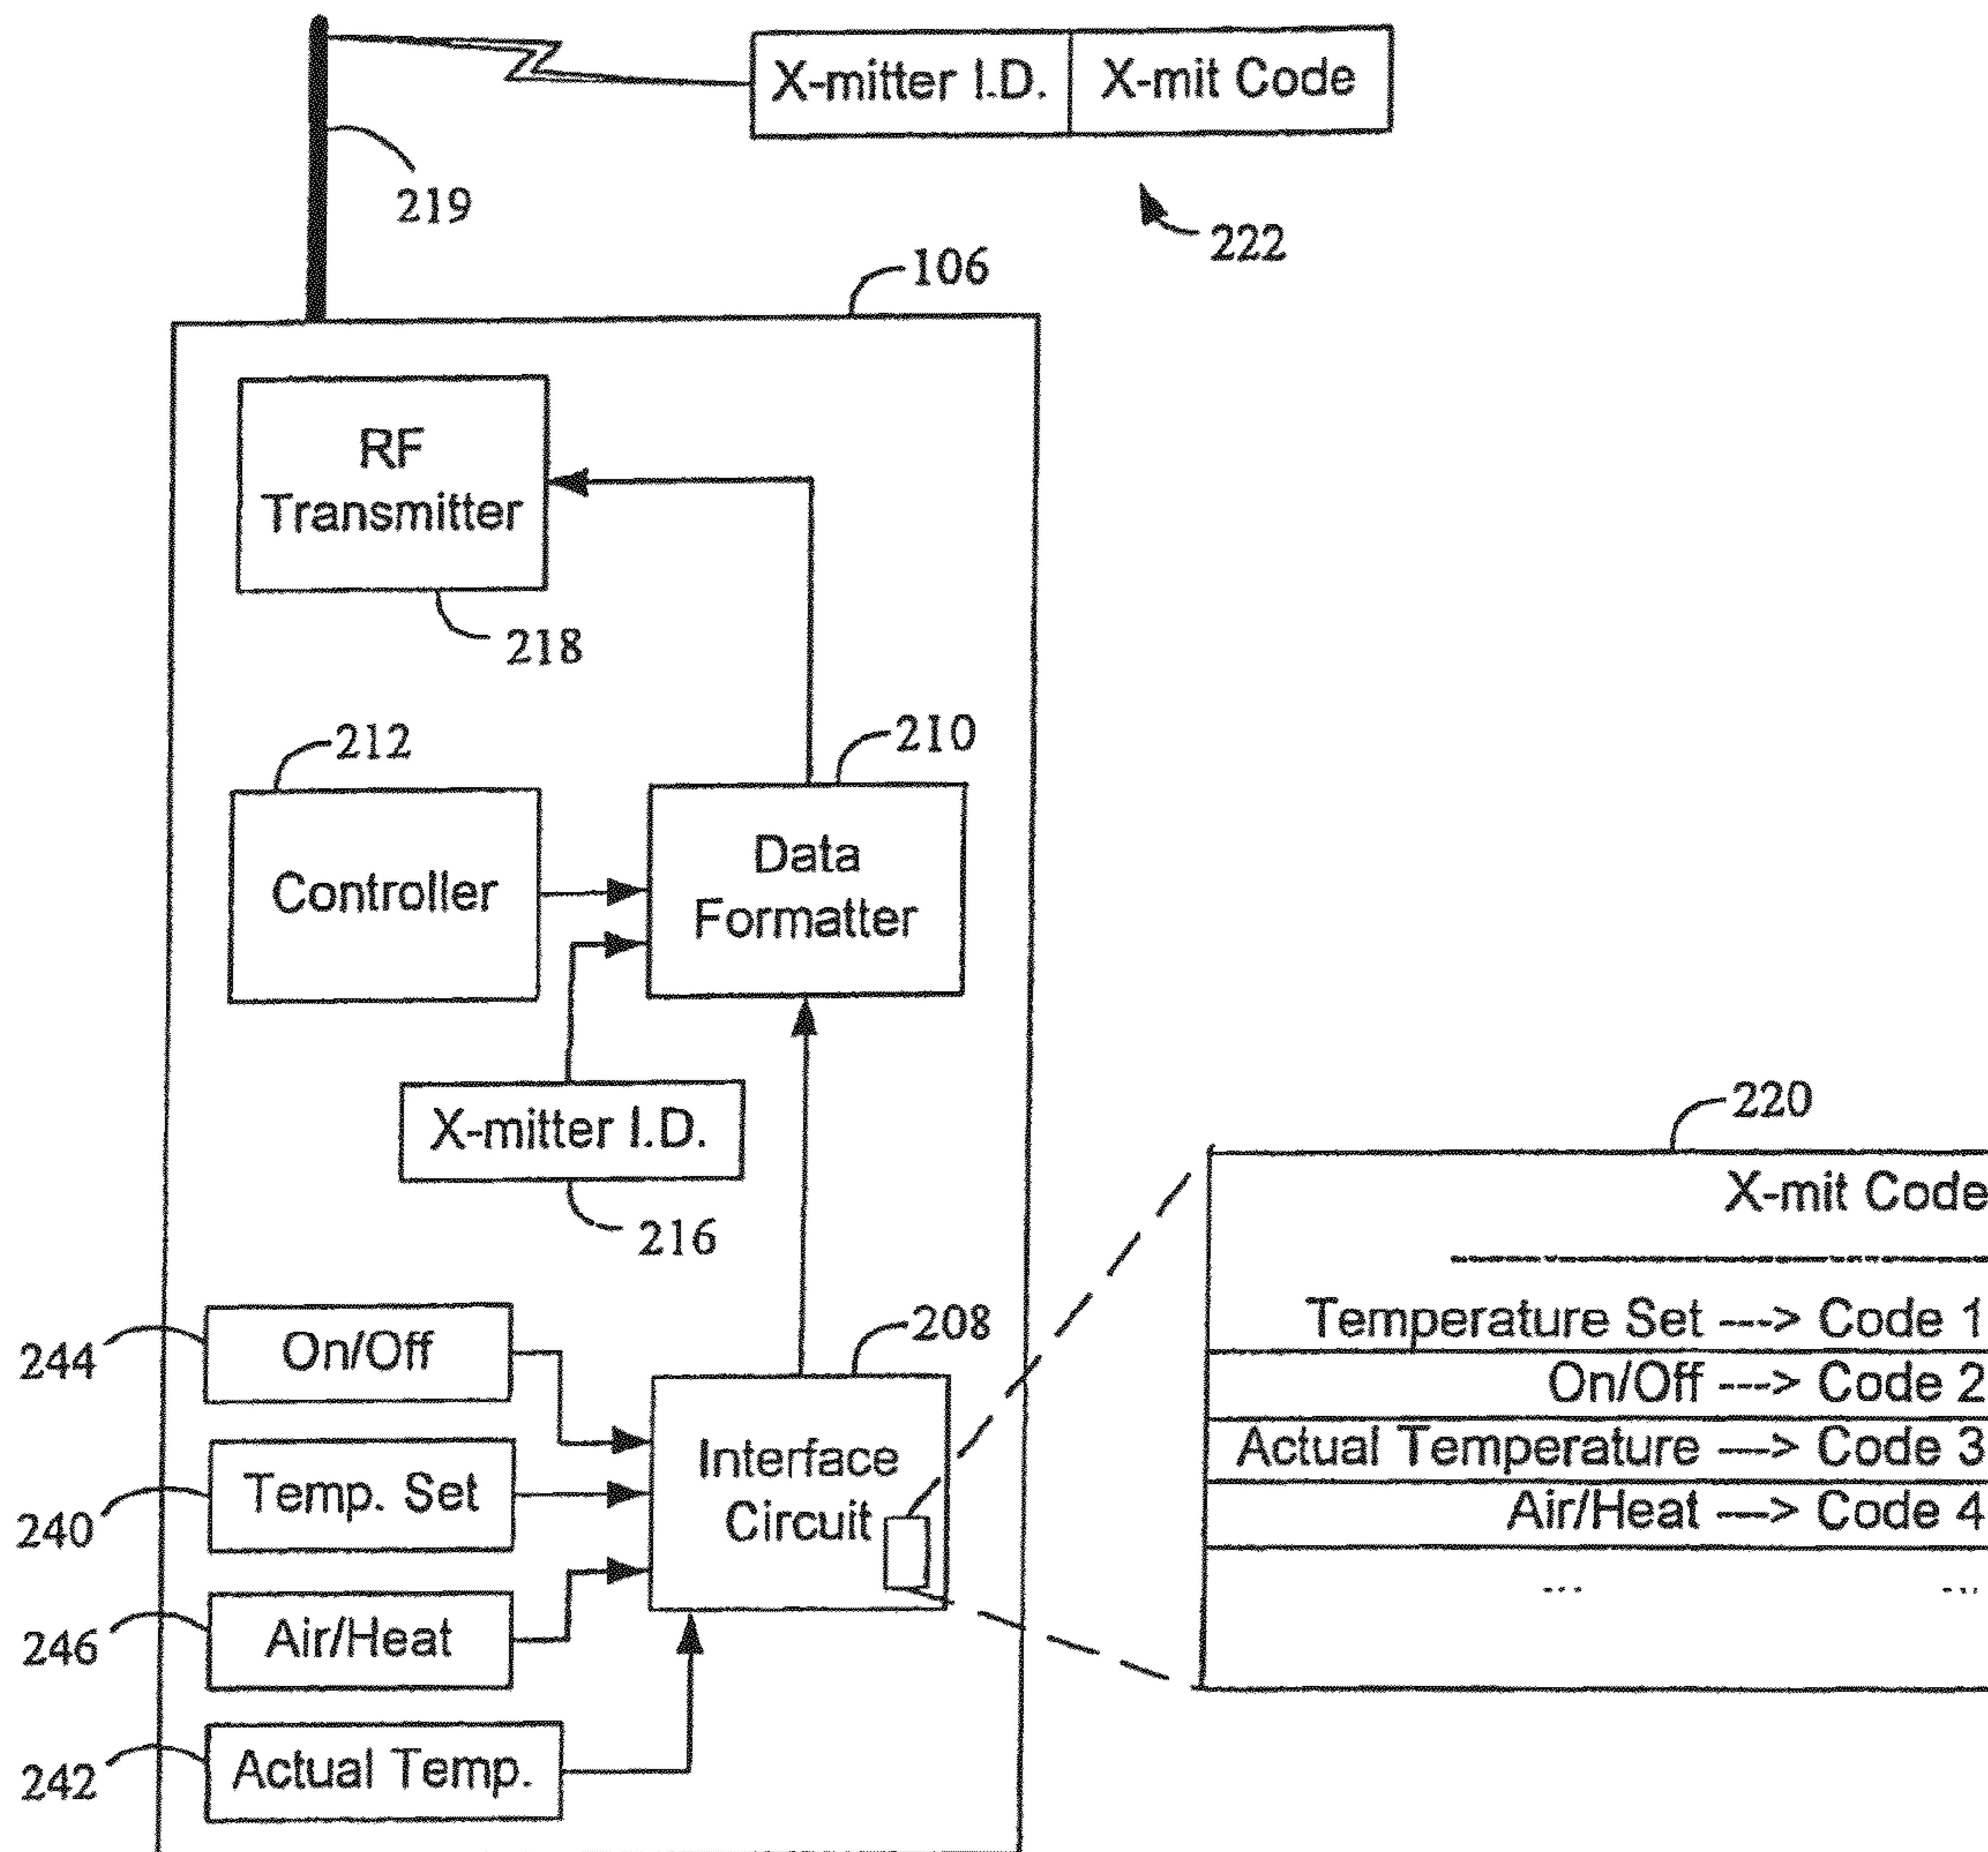 X-mitter I.D. X-mit Code
219
222
106
RF
Transmitter
218
212
210
Controller
Data
Formatter
X-mitter I.D.
216
220
X-mit Code
244
On/Off
208
Temperature Set ---> Code 1
On/Off ---> Code 2
Actual Temperature ---> Code 3
Air/Heat ---> Code 4
... ...
240
Temp. Set
Interface
Circuit
246
Air/Heat
242
Actual Temp.